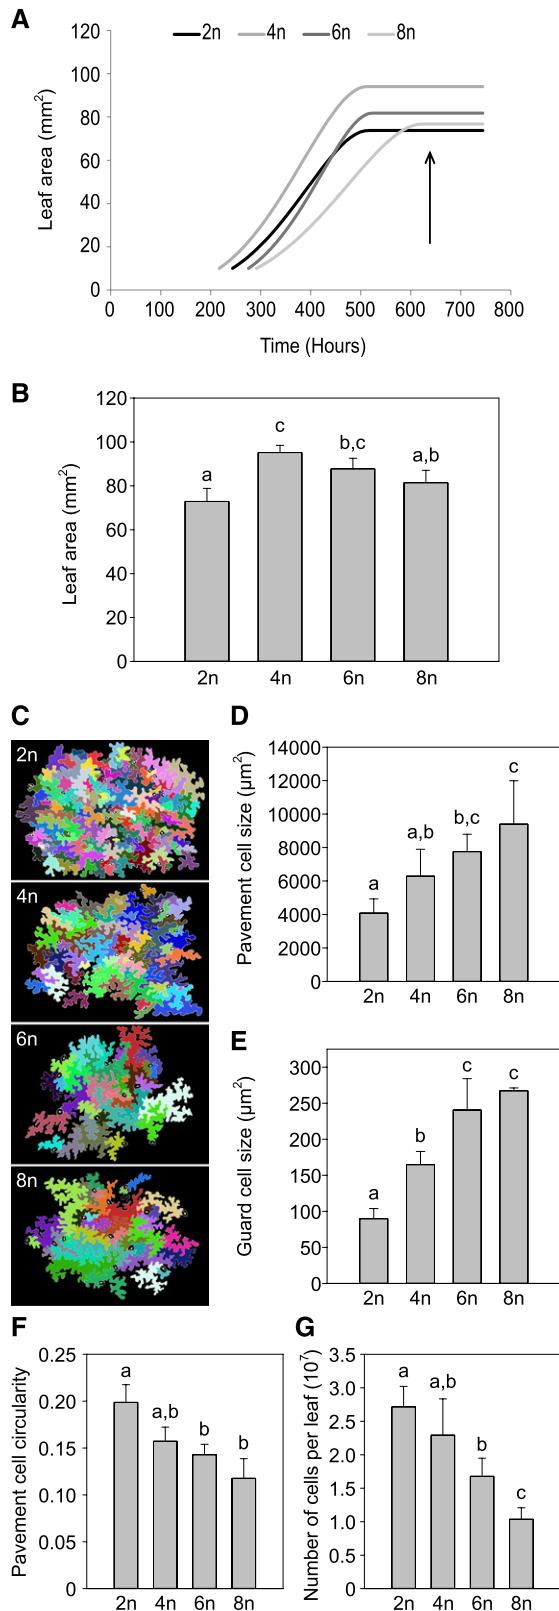 A
2n 4n 6n 8n
120
100
80
60
40
20
0
Leaf area (mm²)
0 100 200 300 400 500 600 700 800
Time (Hours)
B
120
100
80
60
40
20
0
Leaf area (mm²)
a c b,c a,b
2n 4n 6n 8n
C
2n
4n
6n
8n
D
14000
12000
10000
8000
6000
4000
2000
0
Pavement cell size (µm²)
a a,b b,c c
2n 4n 6n 8n
E
300
250
200
150
100
50
0
Guard cell size (µm²)
a b c c
2n 4n 6n 8n
F
0.25
0.20
0.15
0.10
0.05
0
Pavement cell circularity
a a,b b b
2n 4n 6n 8n
G
3.5
3.0
2.5
2.0
1.5
1.0
0.5
0
Number of cells per leaf (10⁷)
a a,b b c
2n 4n 6n 8n